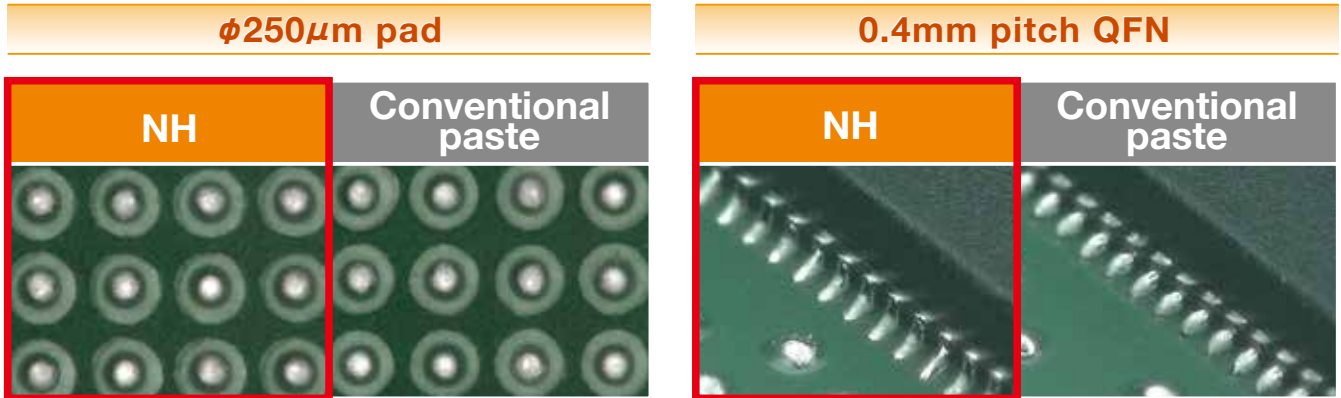 φ250μm pad
0.4mm pitch QFN
NH
Conventional
paste
NH
Conventional
paste